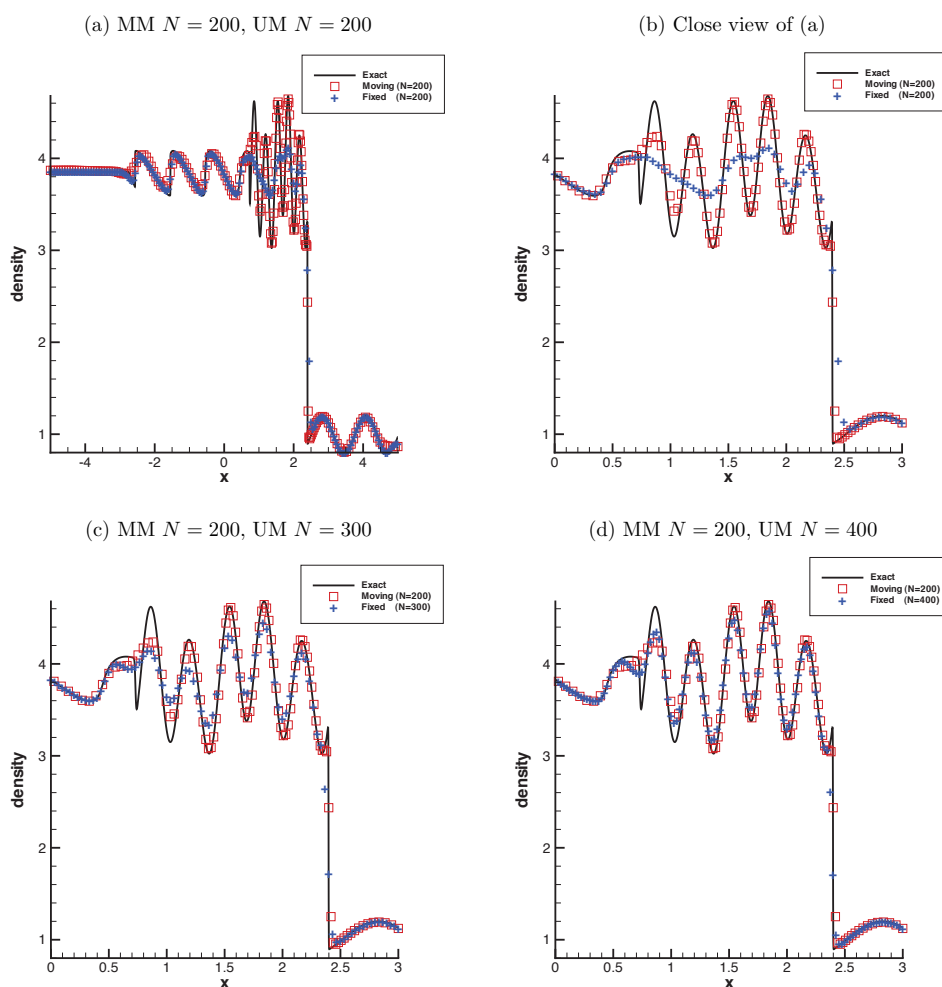 (a) MM N = 200, UM N = 200
(b) Close view of (a)
Exact
Moving (N=200)
Fixed (N=200)
4
3
2
1
density
-4
-2
0
2
4
x
Exact
Moving (N=200)
Fixed (N=200)
4
3
2
1
density
0
0.5
1
1.5
2
2.5
3
x
(c) MM N = 200, UM N = 300
(d) MM N = 200, UM N = 400
Exact
Moving (N=200)
Fixed (N=300)
4
3
2
1
density
0
0.5
1
1.5
2
2.5
3
x
Exact
Moving (N=200)
Fixed (N=400)
4
3
2
1
density
0
0.5
1
1.5
2
2.5
3
x